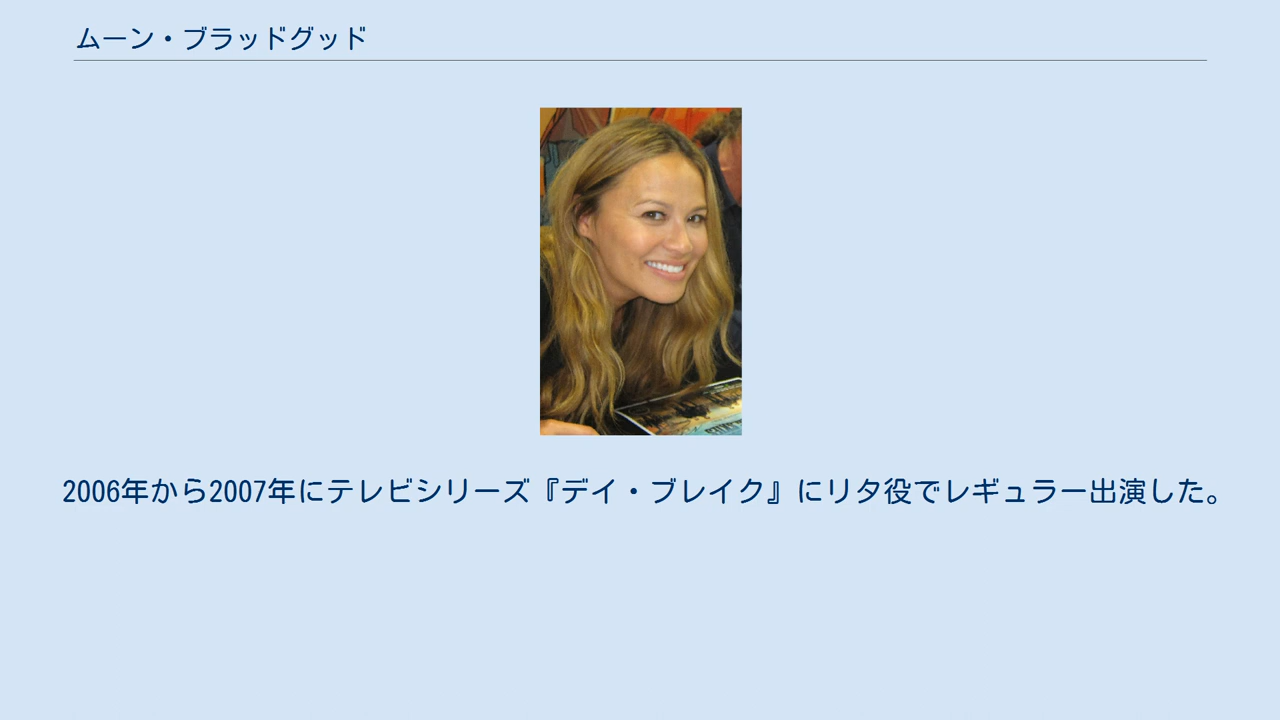 ムーン・ブラッドグッド
2006年から2007年にテレビシリーズ『デイ・ブレイク』にリタ役でレギュラー出演した。